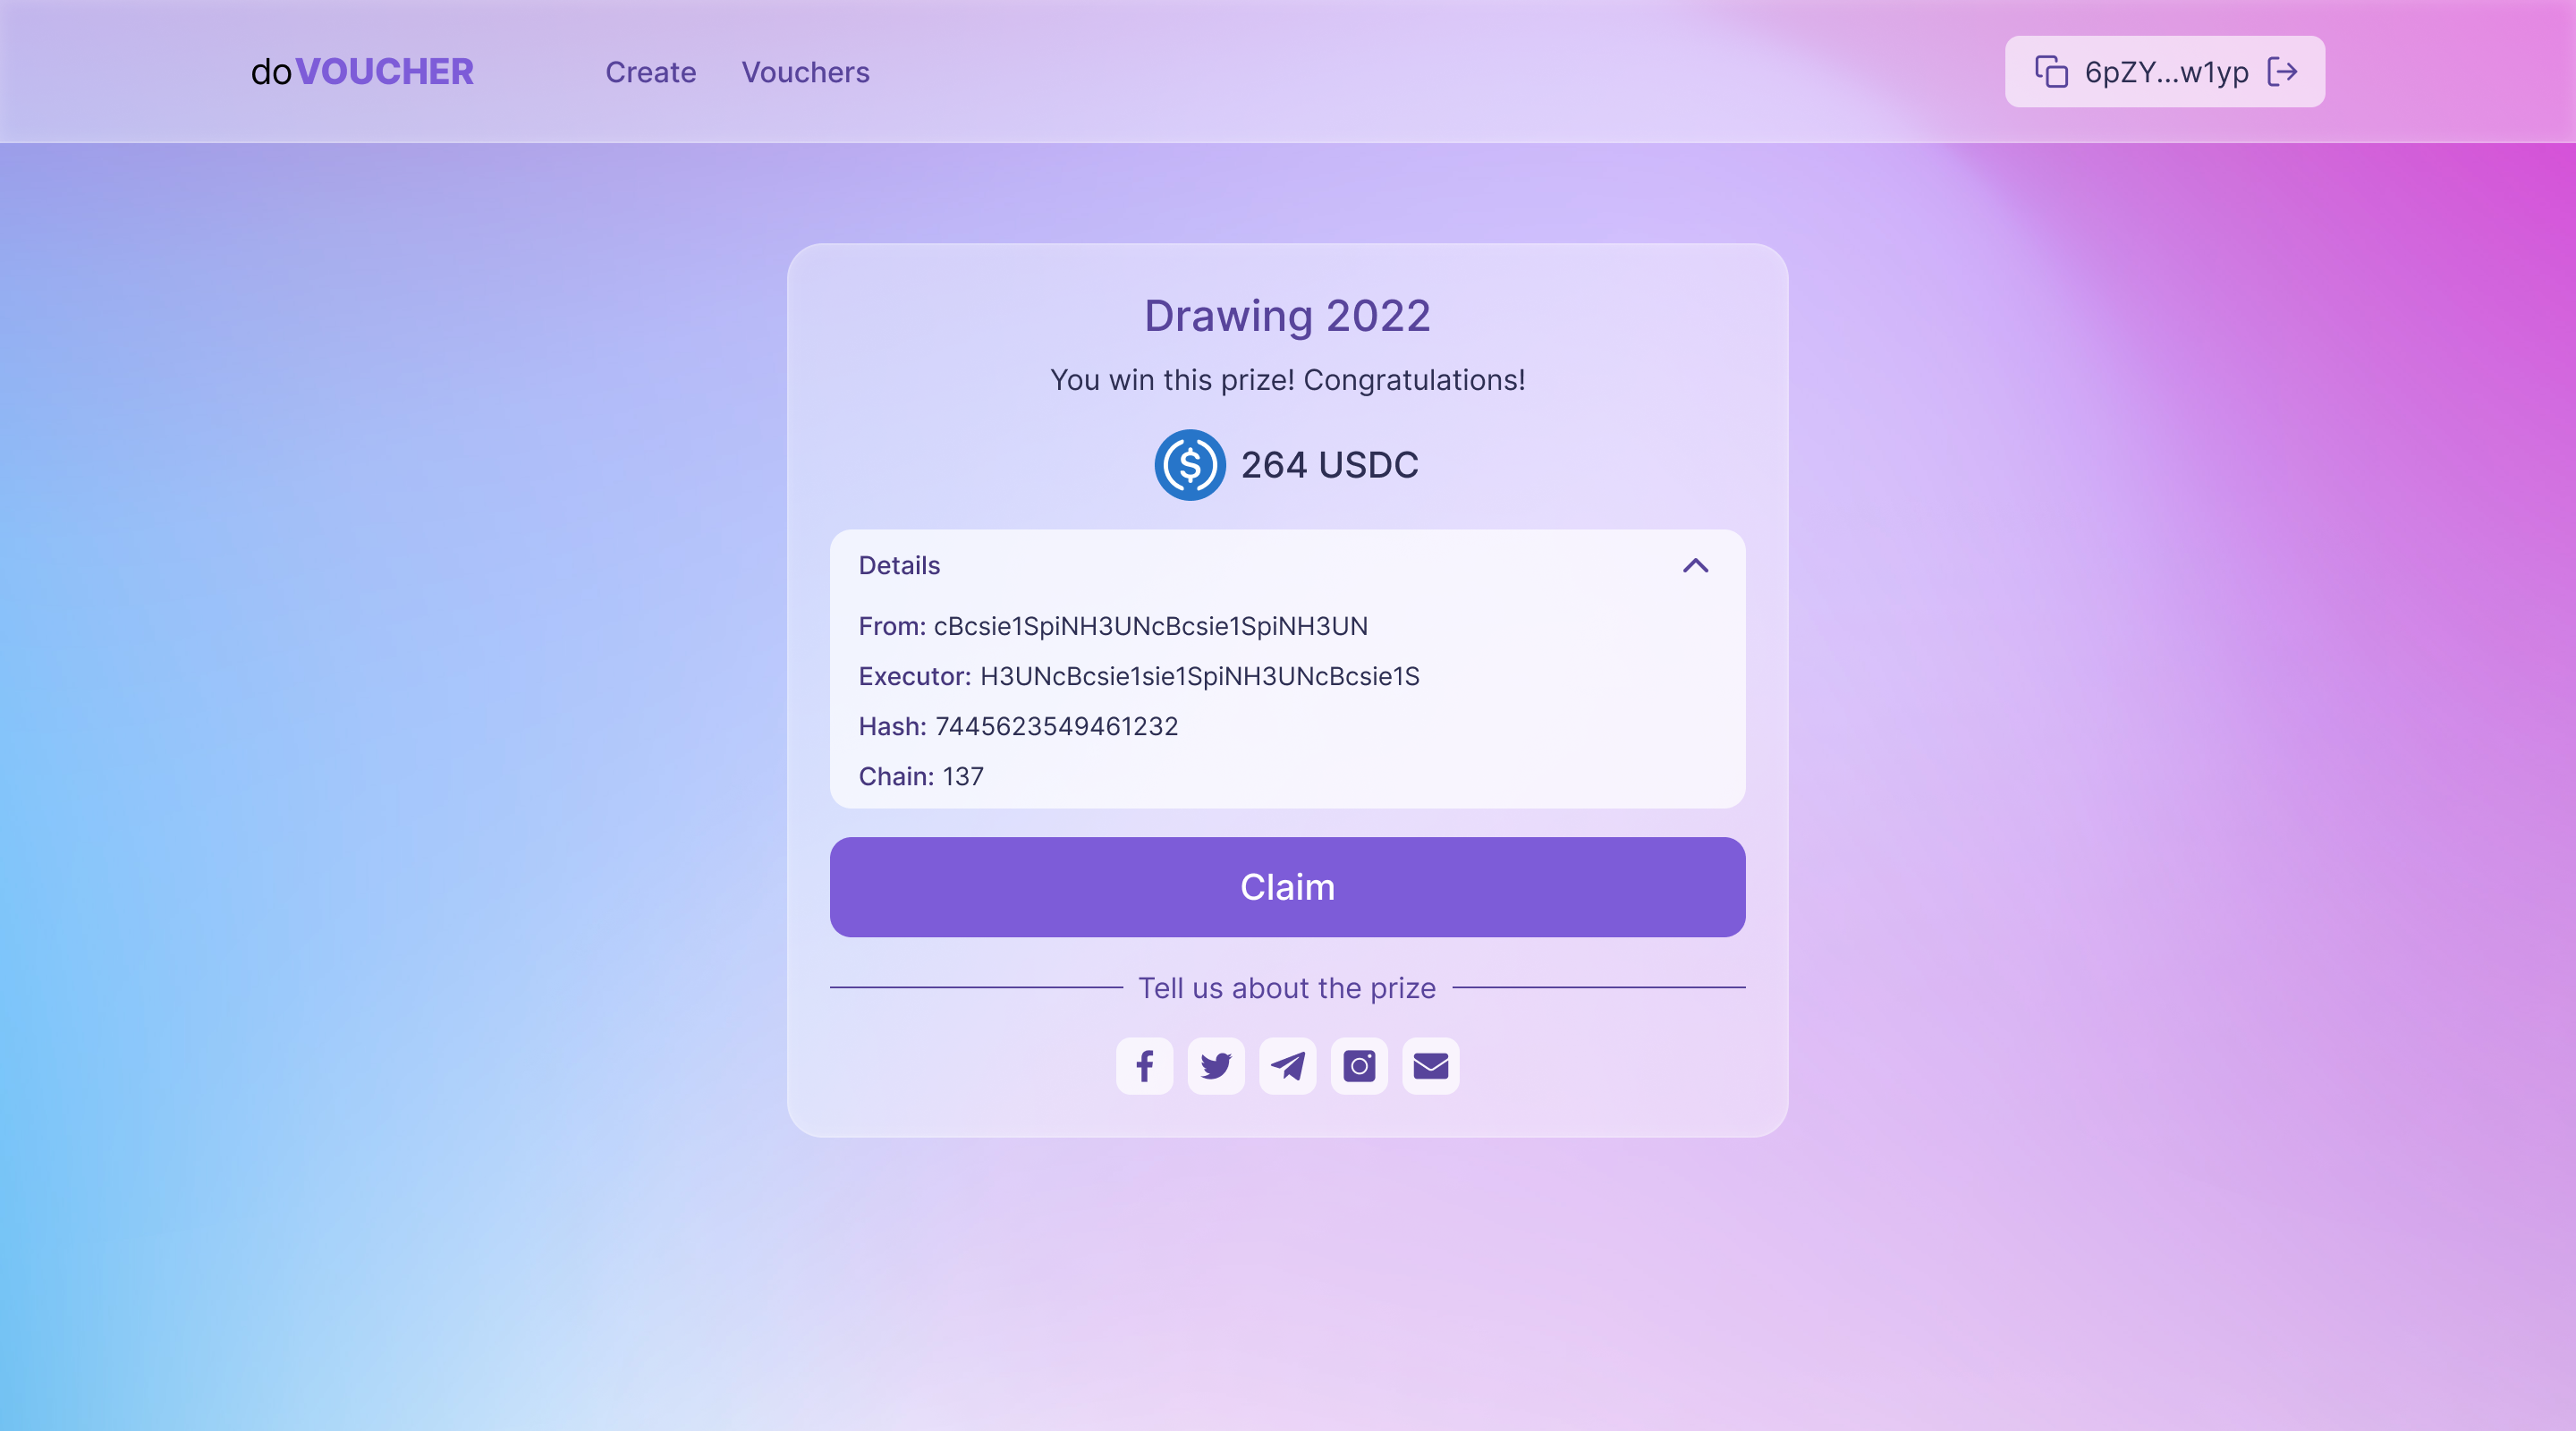 doVOUCHER
Create
Vouchers
6pZY...w1yp
Drawing 2022
You win this prize! Congratulations!
264 USDC
Details
From: cBcsie1SpiNH3UNcBcsie1SpiNH3UN
Executor: H3UNcBcsie1sie1SpiNH3UNcBcsie1S
Hash: 7445623549461232
Chain: 137
Claim
Tell us about the prize